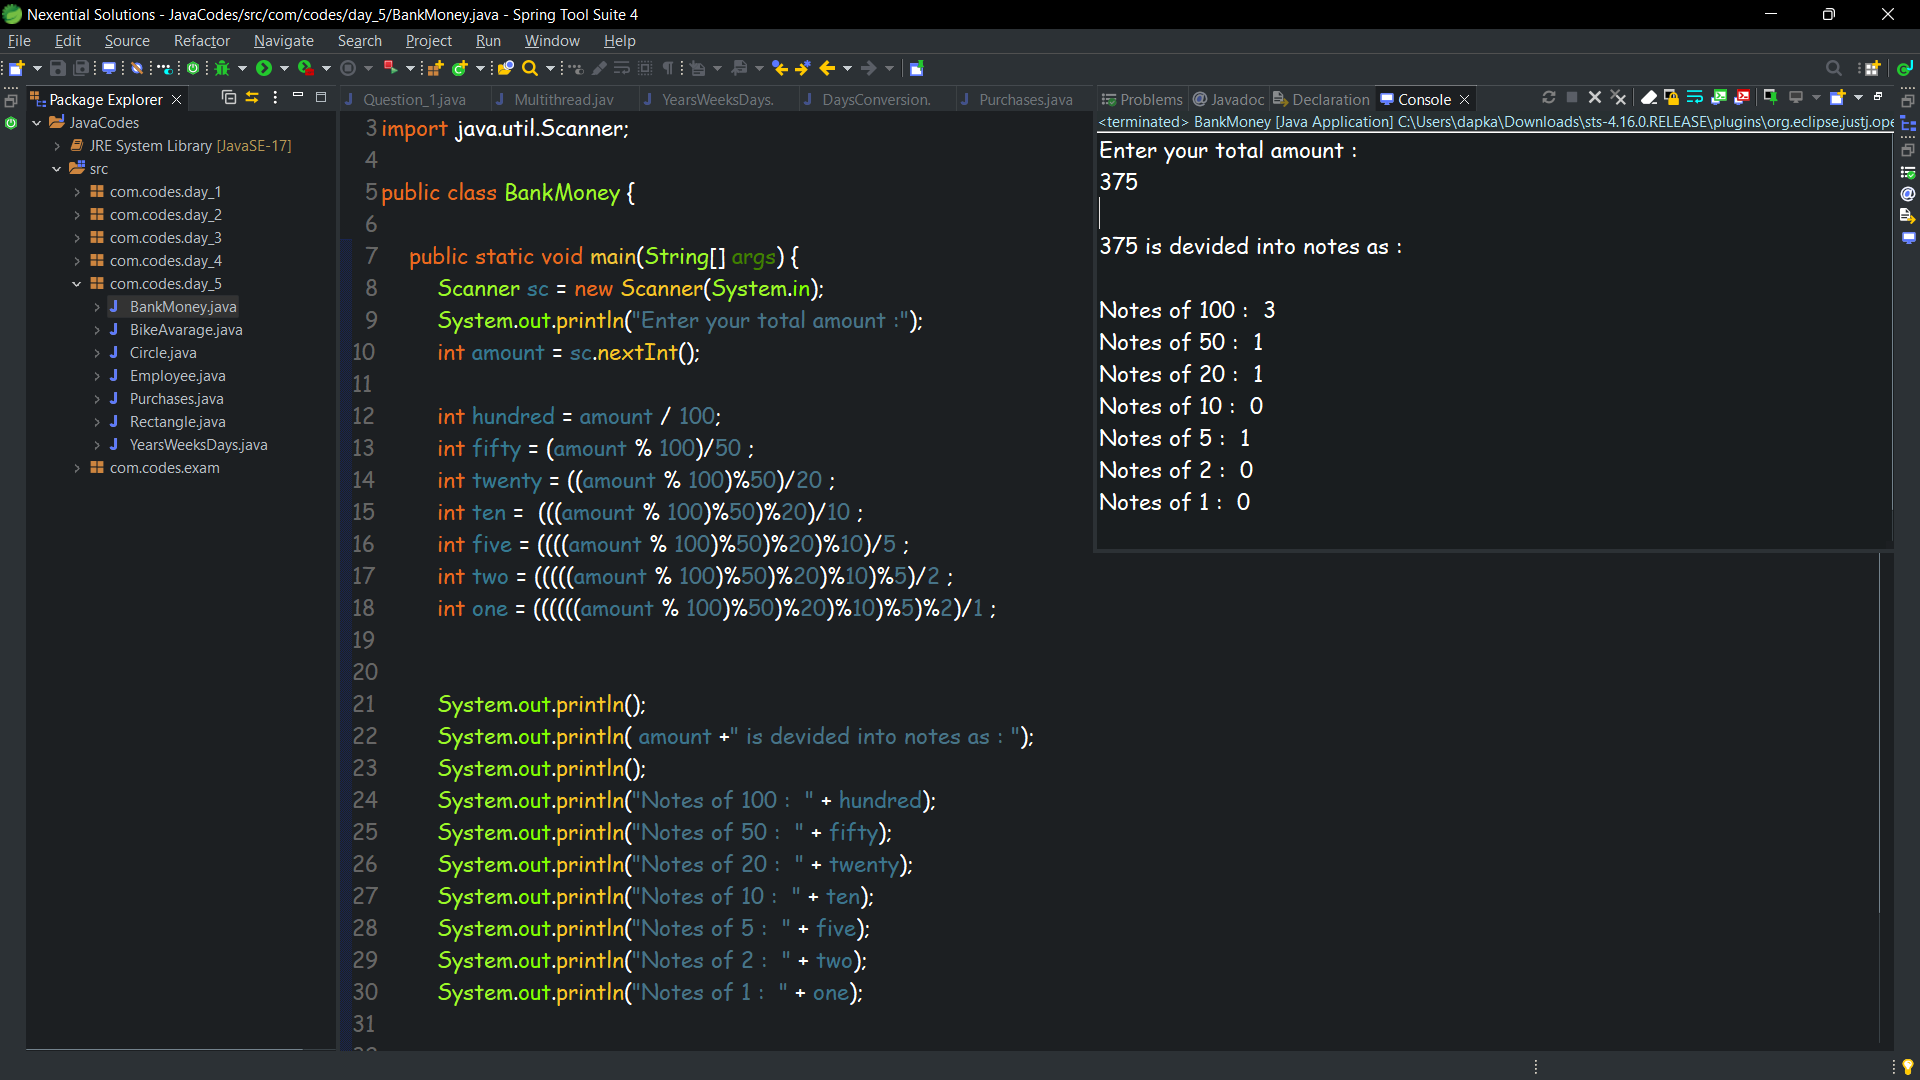 Nexential Solutions - JavaCodes/src/com/codes/day_5/BankMoney.java - Spring Tool Suite 4
File Edit Source Refactor Navigate Search Project Run Window Help
Package Explorer
JavaCodes
JRE System Library [JavaSE-17]
src
com.codes.day_1
com.codes.day_2
com.codes.day_3
com.codes.day_4
com.codes.day_5
BankMoney.java
BikeAvarage.java
Circle.java
Employee.java
Purchases.java
Rectangle.java
YearsWeeksDays.java
com.codes.exam
Question_1.java Multithread.jav YearsWeeksDays. DaysConversion. Purchases.java
3 import java.util.Scanner;
4
5 public class BankMoney {
6
7 public static void main(String[] args) {
8 Scanner sc = new Scanner(System.in);
9 System.out.println("Enter your total amount :");
10 int amount = sc.nextInt();
11
12 int hundred = amount / 100;
13 int fifty = (amount % 100)/50 ;
14 int twenty = ((amount % 100)%50)/20 ;
15 int ten = (((amount % 100)%50)%20)/10 ;
16 int five = ((((amount % 100)%50)%20)%10)/5 ;
17 int two = (((((amount % 100)%50)%20)%10)%5)/2 ;
18 int one = ((((((amount % 100)%50)%20)%10)%5)%2)/1 ;
19
20
21 System.out.println();
22 System.out.println( amount +" is devided into notes as : ");
23 System.out.println();
24 System.out.println("Notes of 100 : " + hundred);
25 System.out.println("Notes of 50 : " + fifty);
26 System.out.println("Notes of 20 : " + twenty);
27 System.out.println("Notes of 10 : " + ten);
28 System.out.println("Notes of 5 : " + five);
29 System.out.println("Notes of 2 : " + two);
30 System.out.println("Notes of 1 : " + one);
31
Problems @ Javadoc Declaration Console
<terminated> BankMoney [Java Application] C:\Users\dapka\Downloads\sts-4.16.0.RELEASE\plugins\org.eclipse.justj.ope
Enter your total amount :
375
375 is devided into notes as :
Notes of 100 : 3
Notes of 50 : 1
Notes of 20 : 1
Notes of 10 : 0
Notes of 5 : 1
Notes of 2 : 0
Notes of 1 : 0